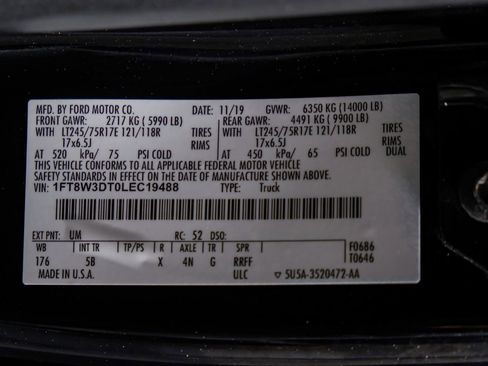 MFD. BY FORD MOTOR CO. DATE: 11/19 GVWR: 6350 KG (14000 LB)
FRONT GAWR: 2717 KG (5990 LB) REAR GAWR: 4491 KG (9900 LB)
WITH LT245/75R17E 121/118R TIRES WITH LT245/75R17E 121/118R TIRES
17x6.5J RIMS 17x6.5J RIMS
AT 520 kPa/ 75 PSI COLD AT 450 kPa/ 65 PSI COLD DUAL
THIS VEHICLE CONFORMS TO ALL APPLICABLE FEDERAL MOTOR VEHICLE
SAFETY STANDARDS IN EFFECT ON THE DATE OF MANUFACTURE SHOWN ABOVE.
VIN: 1FT8W3DT0LEC19488 TYPE: Truck
EXT PNT: UM RC: 52 DSO:
WB INT TR TP/PS R AXLE TR SPR F0686
176 5B X 4N G RRFF T0646
MADE IN U.S.A. ULC ▽ 5U5A-3520472-AA